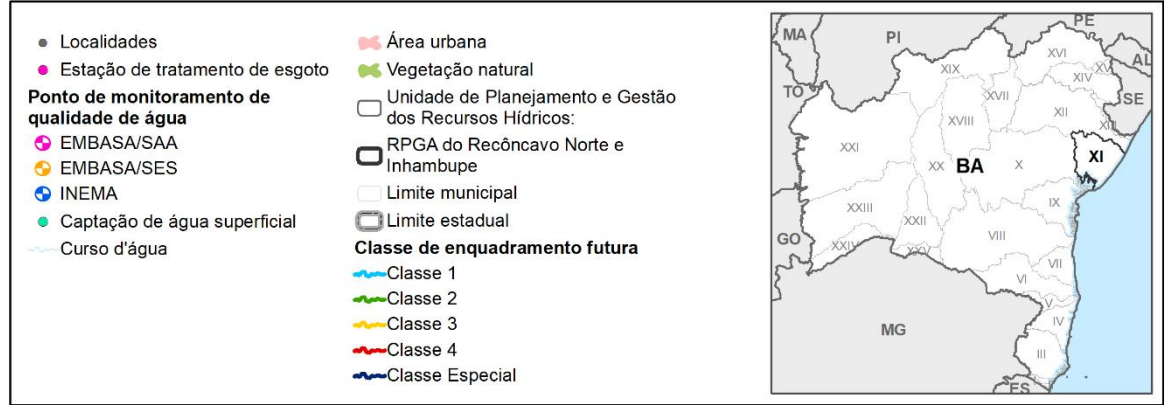 Localidades
Estação de tratamento de esgoto
Ponto de monitoramento de
qualidade de água
EMBASA/SAA
EMBASA/SES
INEMA
Captação de água superficial
Curso d'água
Área urbana
Vegetação natural
Unidade de Planejamento e Gestão
dos Recursos Hídricos:
RPGA do Recôncavo Norte e
Inhambupe
Limite municipal
Limite estadual
Classe de enquadramento futura
Classe 1
Classe 2
Classe 3
Classe 4
Classe Especial
MA
PI
PE
AL
SE
TO
GO
MG
ES
BA
XVI
XV
XIV
XIX
XVII
XII
XIII
XVIII
XXI
XX
X
XI
IX
XXIII
XXII
VIII
XXIV
XXV
VII
VI
V
IV
III